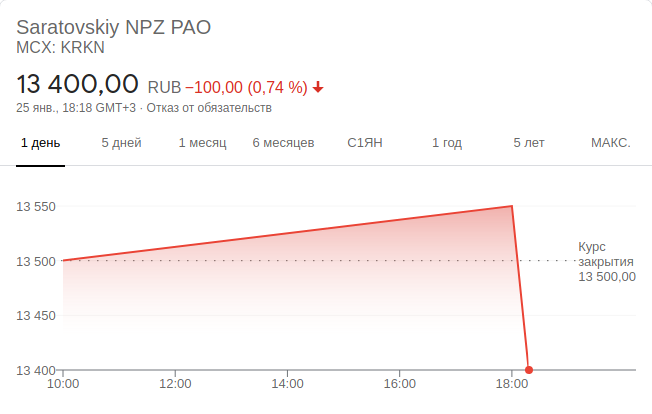 Saratovskiy NPZ PAO
MCX: KRKN
13 400,00 RUB −100,00 (0,74 %)
25 янв., 18:18 GMT+3 · Отказ от обязательств
1 день 5 дней 1 месяц 6 месяцев С1ЯН 1 год 5 лет МАКС.
13 550
13 500
13 450
13 400
Курс
закрытия
13 500,00
10:00 12:00 14:00 16:00 18:00